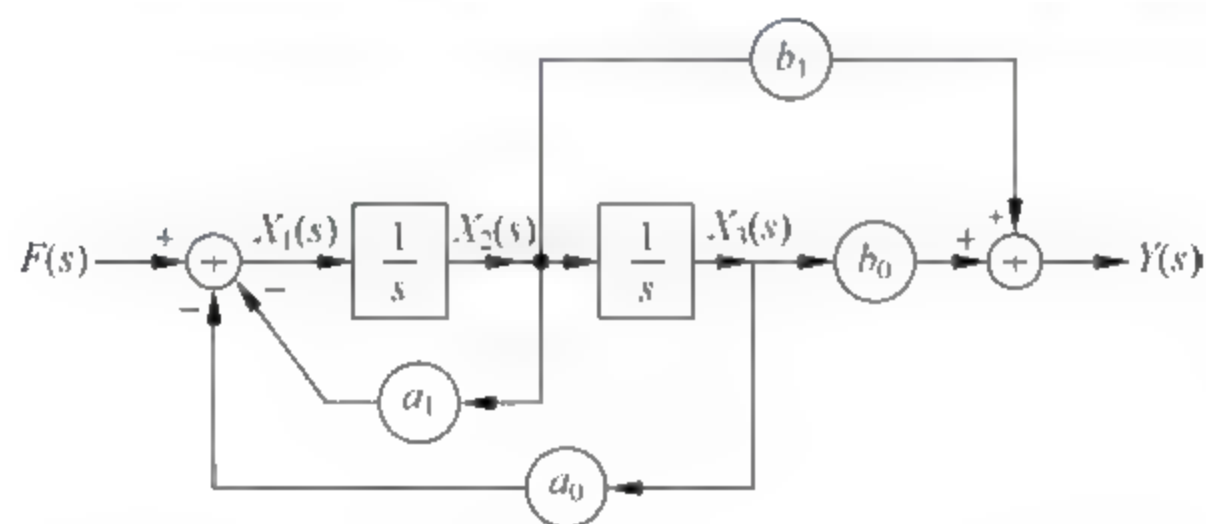 b₁
F(s)
+
+
X₁(s)
1
s
X₂(s)
1
s
X₃(s)
b₀
+
+
+
Y(s)
−
−
a₁
a₀